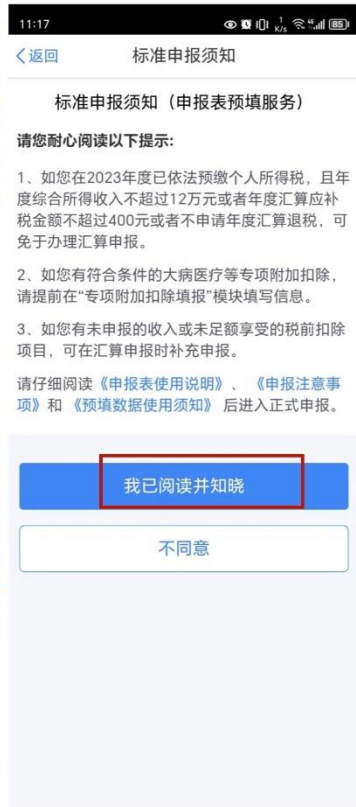 11:17
1 K/s 4G 85
返回
标准申报须知
标准申报须知（申报表预填服务）
请您耐心阅读以下提示:
1、如您在2023年度已依法预缴个人所得税，且年
度综合所得收入不超过12万元或者年度汇算应补
税金额不超过400元或者不申请年度汇算退税，可
免于办理汇算申报。
2、如您有符合条件的大病医疗等专项附加扣除，
请提前在“专项附加扣除填报”模块填写信息。
3、如您有未申报的收入或未足额享受的税前扣除
项目，可在汇算申报时补充申报。
请仔细阅读《申报表使用说明》、《申报注意事
项》和《预填数据使用须知》后进入正式申报。
我已阅读并知晓
不同意